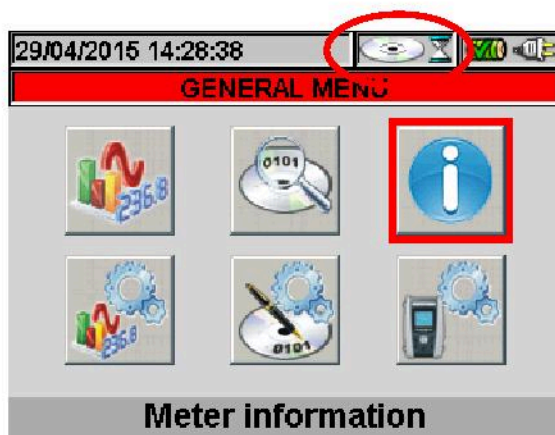 29/04/2015 14:28:38
GENERAL MENU
0101
236.8
236.8
0101
Meter information